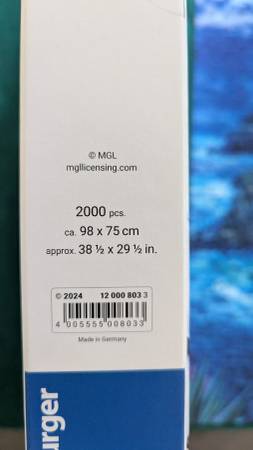 © MGL
mgllicensing.com
2000 pcs.
ca. 98 x 75 cm
approx. 38 ½ x 29 ½ in.
© 2024 12 000 803 3
4 005555 008033
Made in Germany
urger